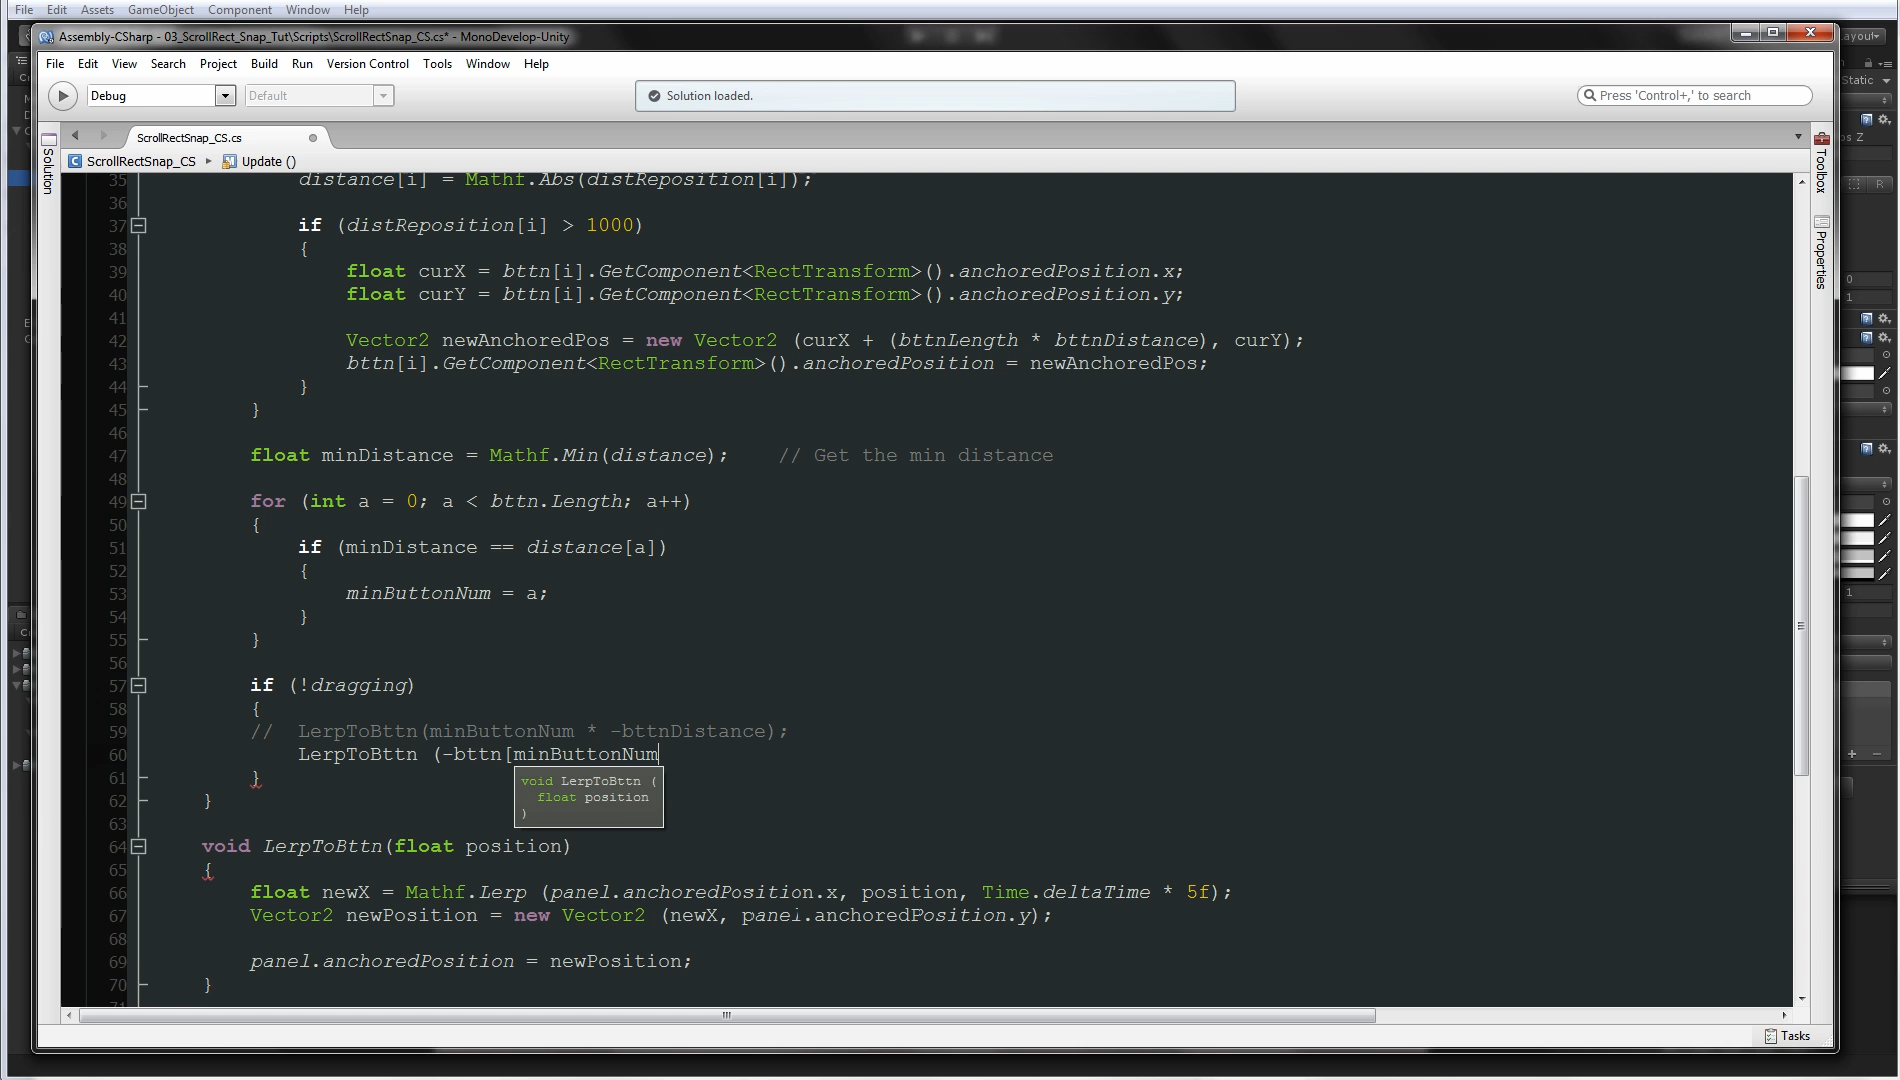 File Edit Assets GameObject Component Window Help
Assembly-CSharp - 03_ScrollRect_Snap_Tut\Scripts\ScrollRectSnap_CS.cs* - MonoDevelop-Unity
File Edit View Search Project Build Run Version Control Tools Window Help
Debug Default Solution loaded. Press 'Control+,' to search
ScrollRectSnap_CS.cs
ScrollRectSnap_CS Update ()
Solution
Toolbox
Properties
Static
R
35 distance[i] = Mathf.Abs(distReposition[i]);
36
37 if (distReposition[i] > 1000)
38 {
39 float curX = bttn[i].GetComponent<RectTransform>().anchoredPosition.x;
40 float curY = bttn[i].GetComponent<RectTransform>().anchoredPosition.y;
41
42 Vector2 newAnchoredPos = new Vector2 (curX + (bttnLength * bttnDistance), curY);
43 bttn[i].GetComponent<RectTransform>().anchoredPosition = newAnchoredPos;
44 }
45 }
46
47 float minDistance = Mathf.Min(distance); // Get the min distance
48
49 for (int a = 0; a < bttn.Length; a++)
50 {
51 if (minDistance == distance[a])
52 {
53 minButtonNum = a;
54 }
55 }
56
57 if (!dragging)
58 {
59 // LerpToBttn(minButtonNum * -bttnDistance);
60 LerpToBttn (-bttn[minButtonNum
void LerpToBttn (
float position
)
61 }
62 }
63
64 void LerpToBttn(float position)
65 {
66 float newX = Mathf.Lerp (panel.anchoredPosition.x, position, Time.deltaTime * 5f);
67 Vector2 newPosition = new Vector2 (newX, panel.anchoredPosition.y);
68
69 panel.anchoredPosition = newPosition;
70 }
71
Tasks